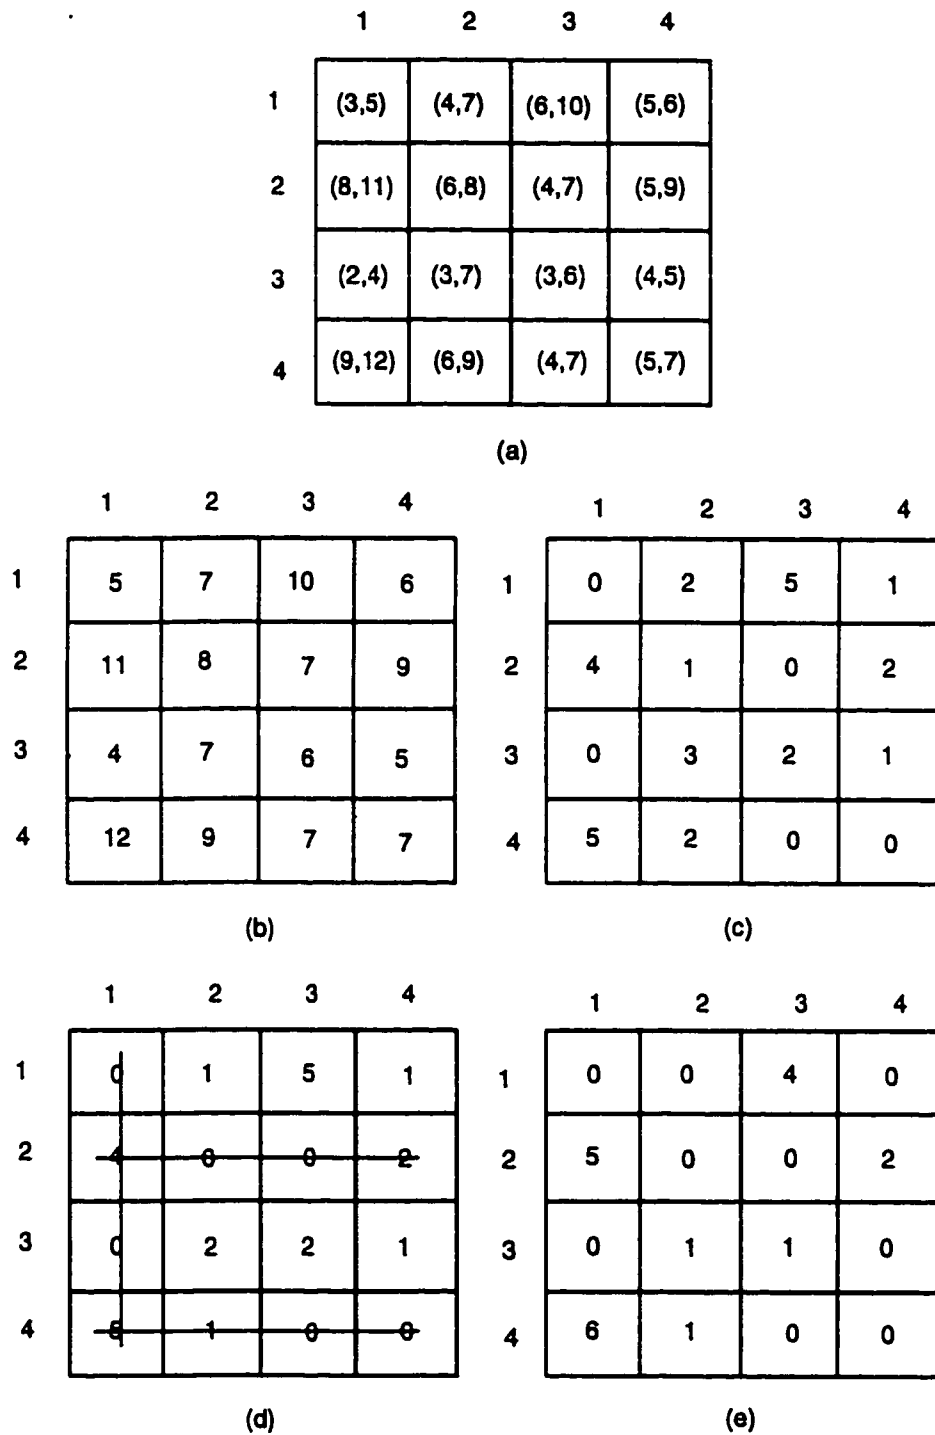 1 2 3 4
1 (3,5) (4,7) (6,10) (5,6)
2 (8,11) (6,8) (4,7) (5,9)
3 (2,4) (3,7) (3,6) (4,5)
4 (9,12) (6,9) (4,7) (5,7)
(a)
1 2 3 4
1 5 7 10 6
2 11 8 7 9
3 4 7 6 5
4 12 9 7 7
(b)
1 2 3 4
1 0 2 5 1
2 4 1 0 2
3 0 3 2 1
4 5 2 0 0
(c)
1 2 3 4
1 0 1 5 1
2 4 0 0 2
3 0 2 2 1
4 5 1 0 0
(d)
1 2 3 4
1 0 0 4 0
2 5 0 0 2
3 0 1 1 0
4 6 1 0 0
(e)